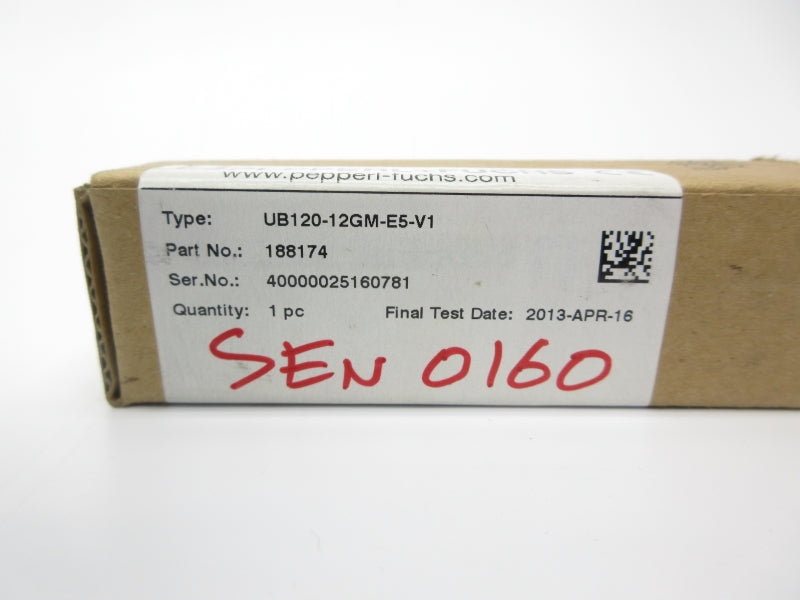 www.pepperl-fuchs.com
Type: UB120-12GM-E5-V1
Part No.: 188174
Ser.No.: 40000025160781
Quantity: 1 pc Final Test Date: 2013-APR-16
SEN 0160